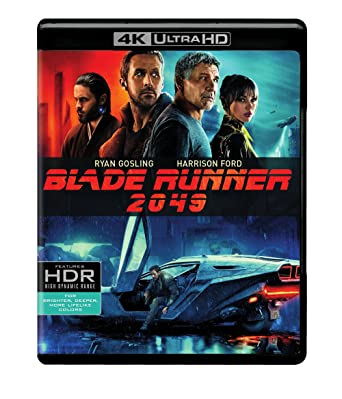 4K ULTRA HD
RYAN GOSLING HARRISON FORD
BLADE RUNNER
2049
FEATURES
HDR
HIGH DYNAMIC RANGE
FOR
BRIGHTER, DEEPER,
MORE LIFELIKE
COLORS